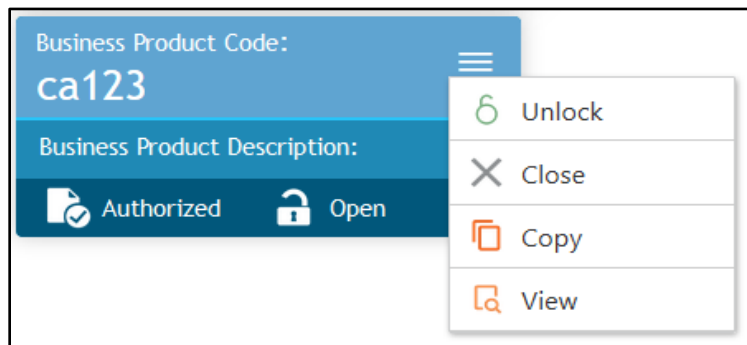 Business Product Code:
ca123
Unlock
Business Product Description:
Close
Authorized
Open
Copy
View